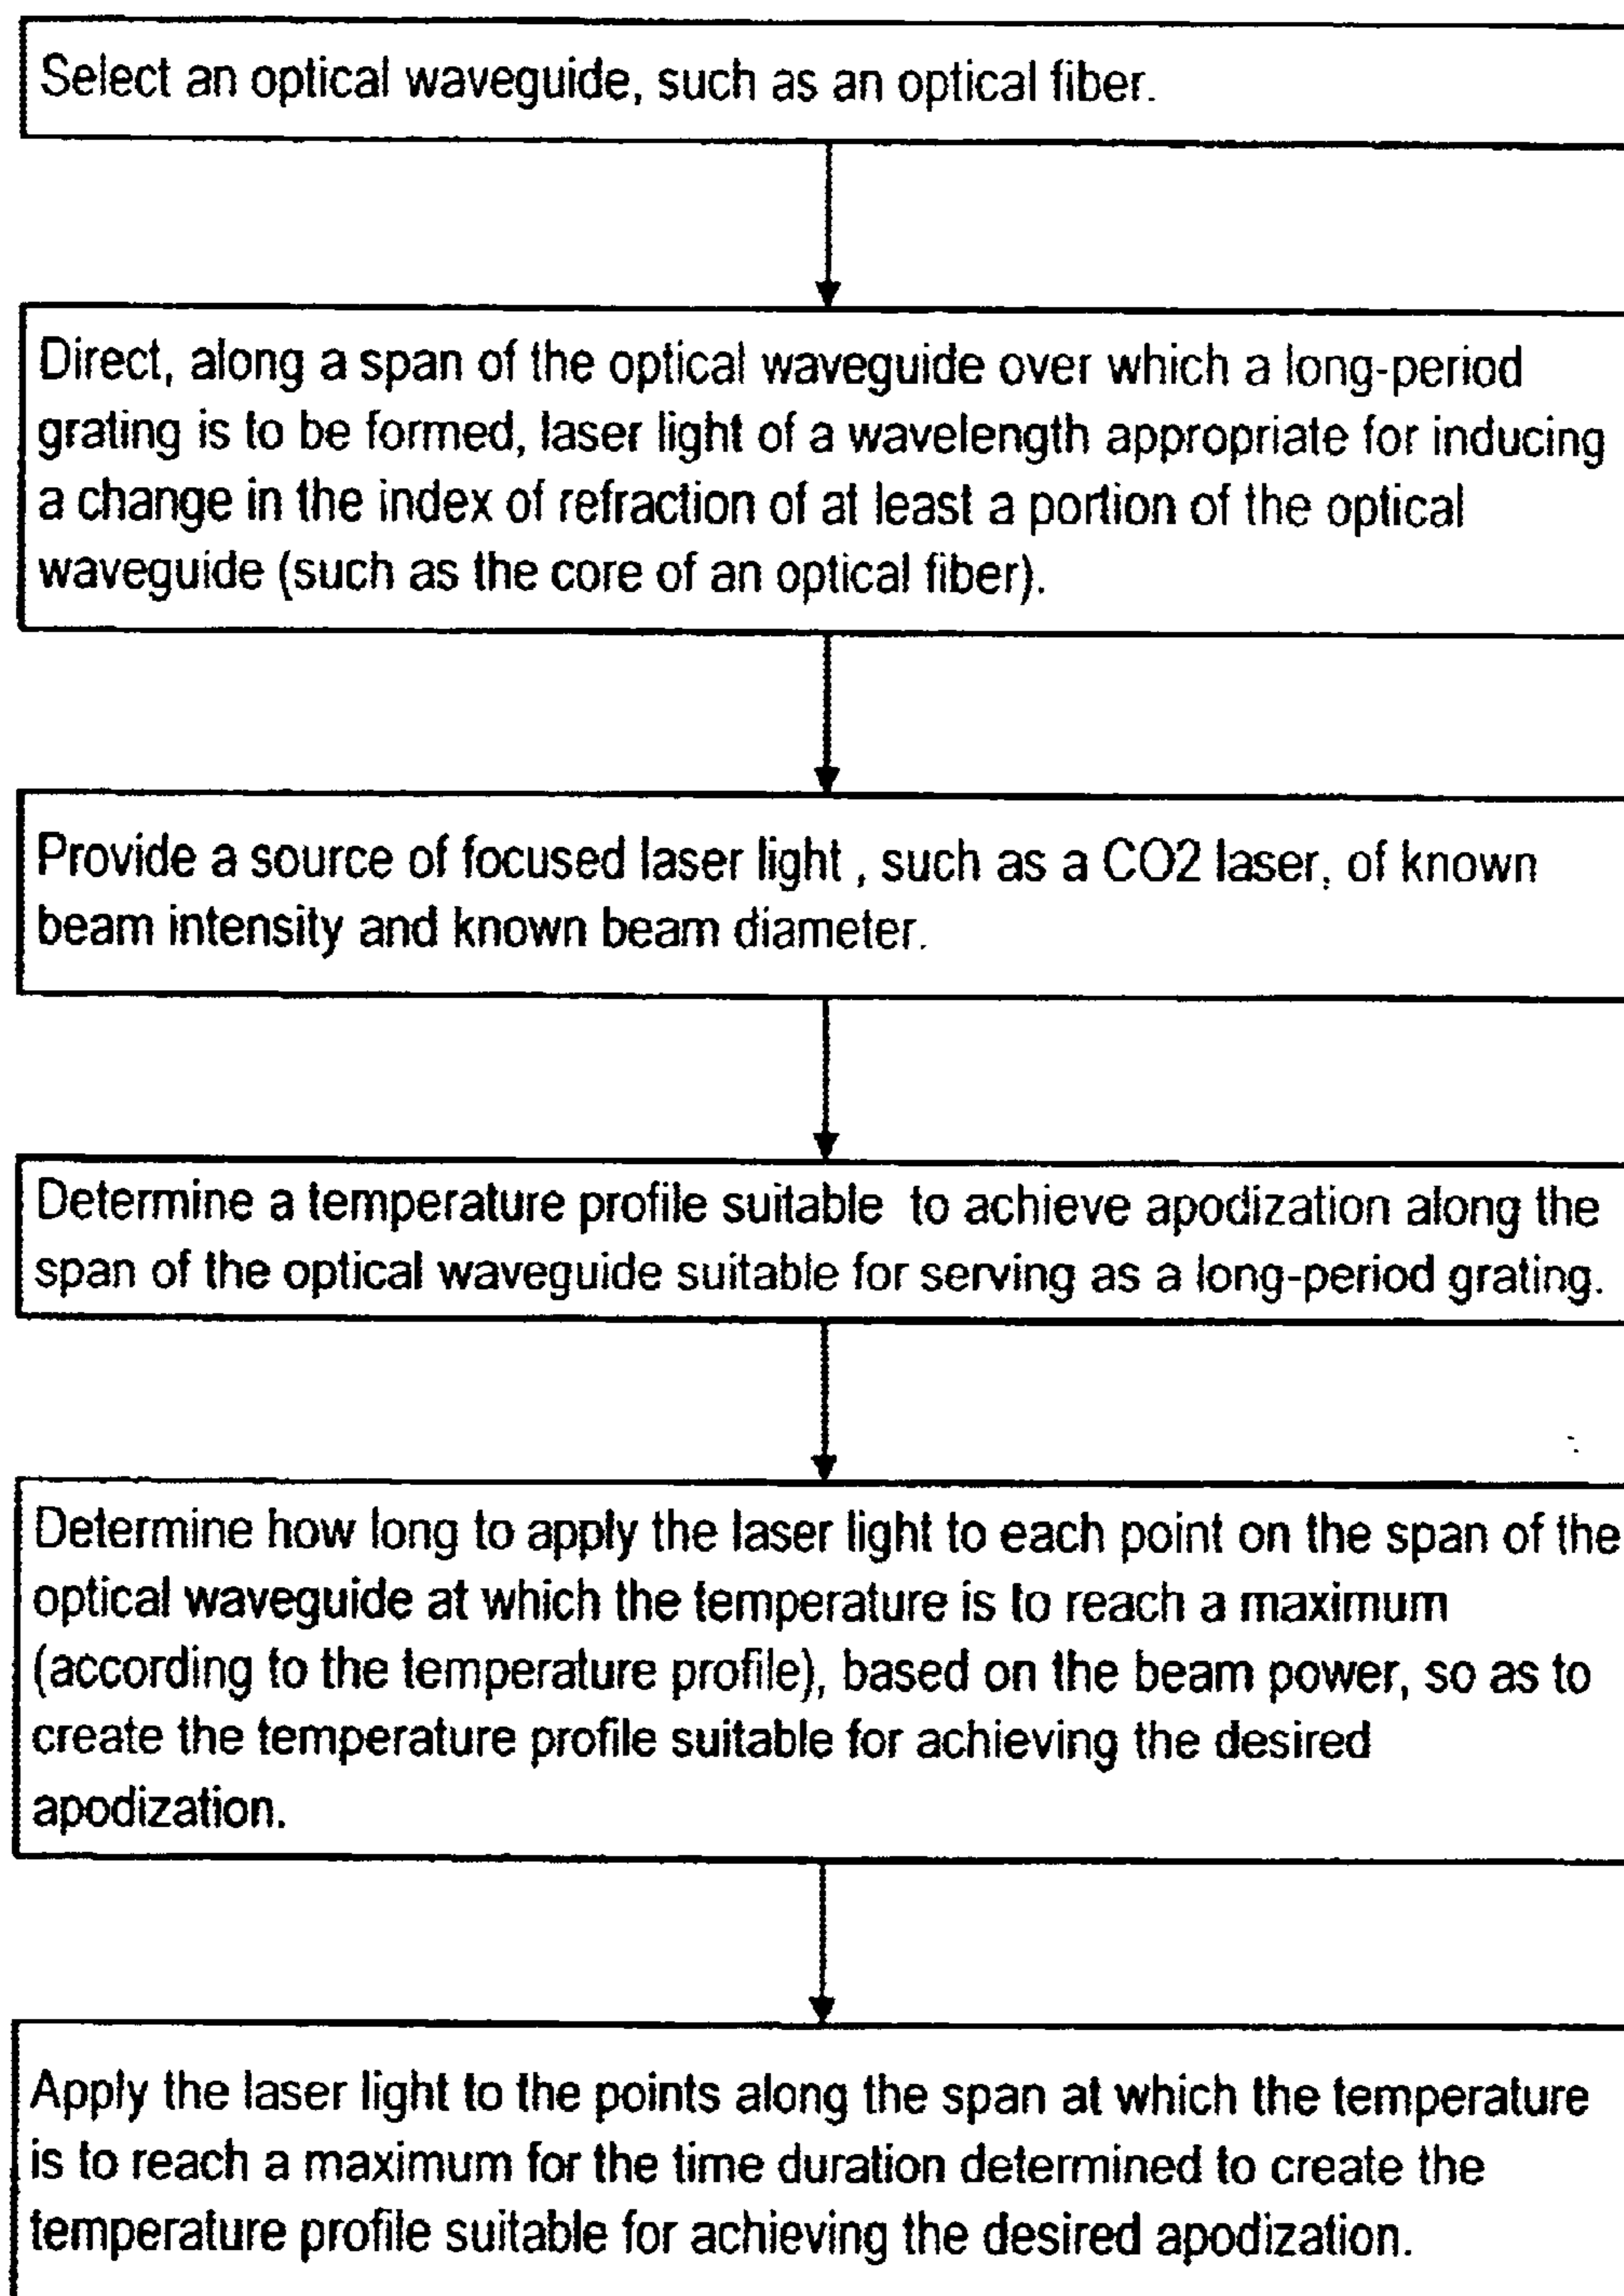 Select an optical waveguide, such as an optical fiber.
Direct, along a span of the optical waveguide over which a long-period
grating is to be formed, laser light of a wavelength appropriate for inducing
a change in the index of refraction of at least a portion of the optical
waveguide (such as the core of an optical fiber).
Provide a source of focused laser light , such as a CO2 laser, of known
beam intensity and known beam diameter.
Determine a temperature profile suitable to achieve apodization along the
span of the optical waveguide suitable for serving as a long-period grating.
Determine how long to apply the laser light to each point on the span of the
optical waveguide at which the temperature is to reach a maximum
(according to the temperature profile), based on the beam power, so as to
create the temperature profile suitable for achieving the desired
apodization.
Apply the laser light to the points along the span at which the temperature
is to reach a maximum for the time duration determined to create the
temperature profile suitable for achieving the desired apodization.